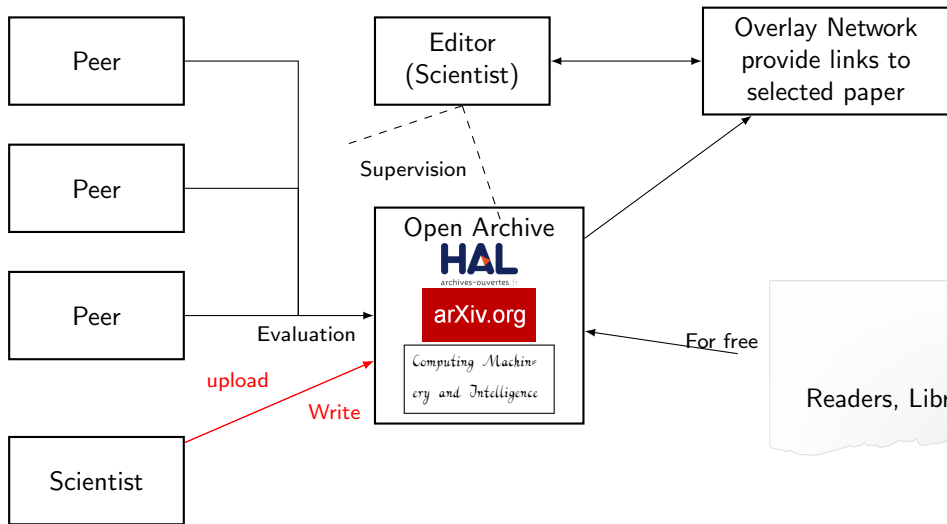 Peer
Editor
(Scientist)
Overlay Network
provide links to
selected paper
Peer
Supervision
Open Archive
HAL
archives-ouvertes.fr
Peer
arXiv.org
Evaluation
For free
Computing Machin-
ery and Intelligence
upload
Write
Readers, Libr
Scientist